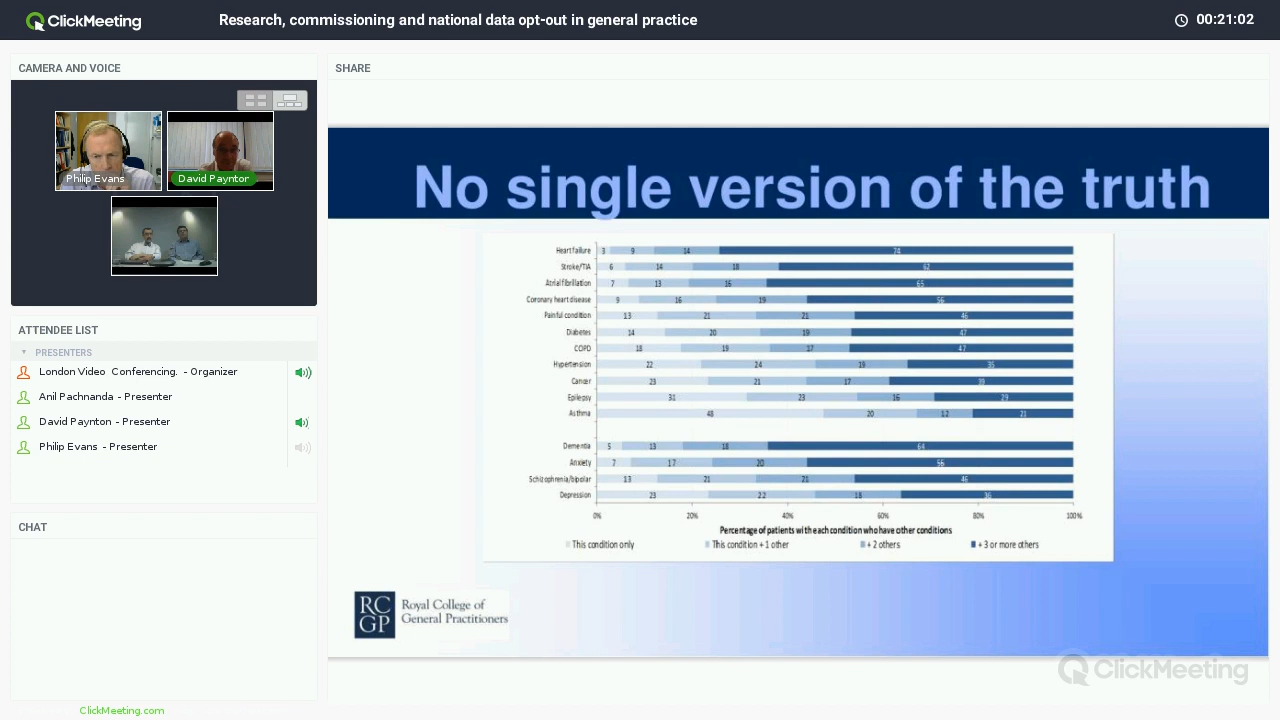 ClickMeeting
Research, commissioning and national data opt-out in general practice
00:21:02
CAMERA AND VOICE
Philip Evans
David Payntor
ATTENDEE LIST
PRESENTERS
London Video Conferencing. - Organizer
Anil Pachnanda - Presenter
David Paynton - Presenter
Philip Evans - Presenter
CHAT
ClickMeeting.com
SHARE
No single version of the truth
Heart failure 3 9 14 74
Stroke/TIA 6 14 18 62
Atrial fibrillation 7 13 16 65
Coronary heart disease 9 16 19 56
Painful condition 13 21 21 46
Diabetes 14 20 19 47
COPD 18 19 17 47
Hypertension 22 24 19 35
Cancer 23 21 17 39
Epilepsy 31 23 16 29
Asthma 48 20 12 21
Dementia 5 13 18 64
Anxiety 7 17 20 56
Schizophrenia/bipolar 13 21 21 46
Depression 23 22 18 36
0% 20% 40% 60% 80% 100%
Percentage of patients with each condition who have other conditions
This condition only This condition + 1 other + 2 others + 3 or more others
RC
GP
Royal College of
General Practitioners
ClickMeeting